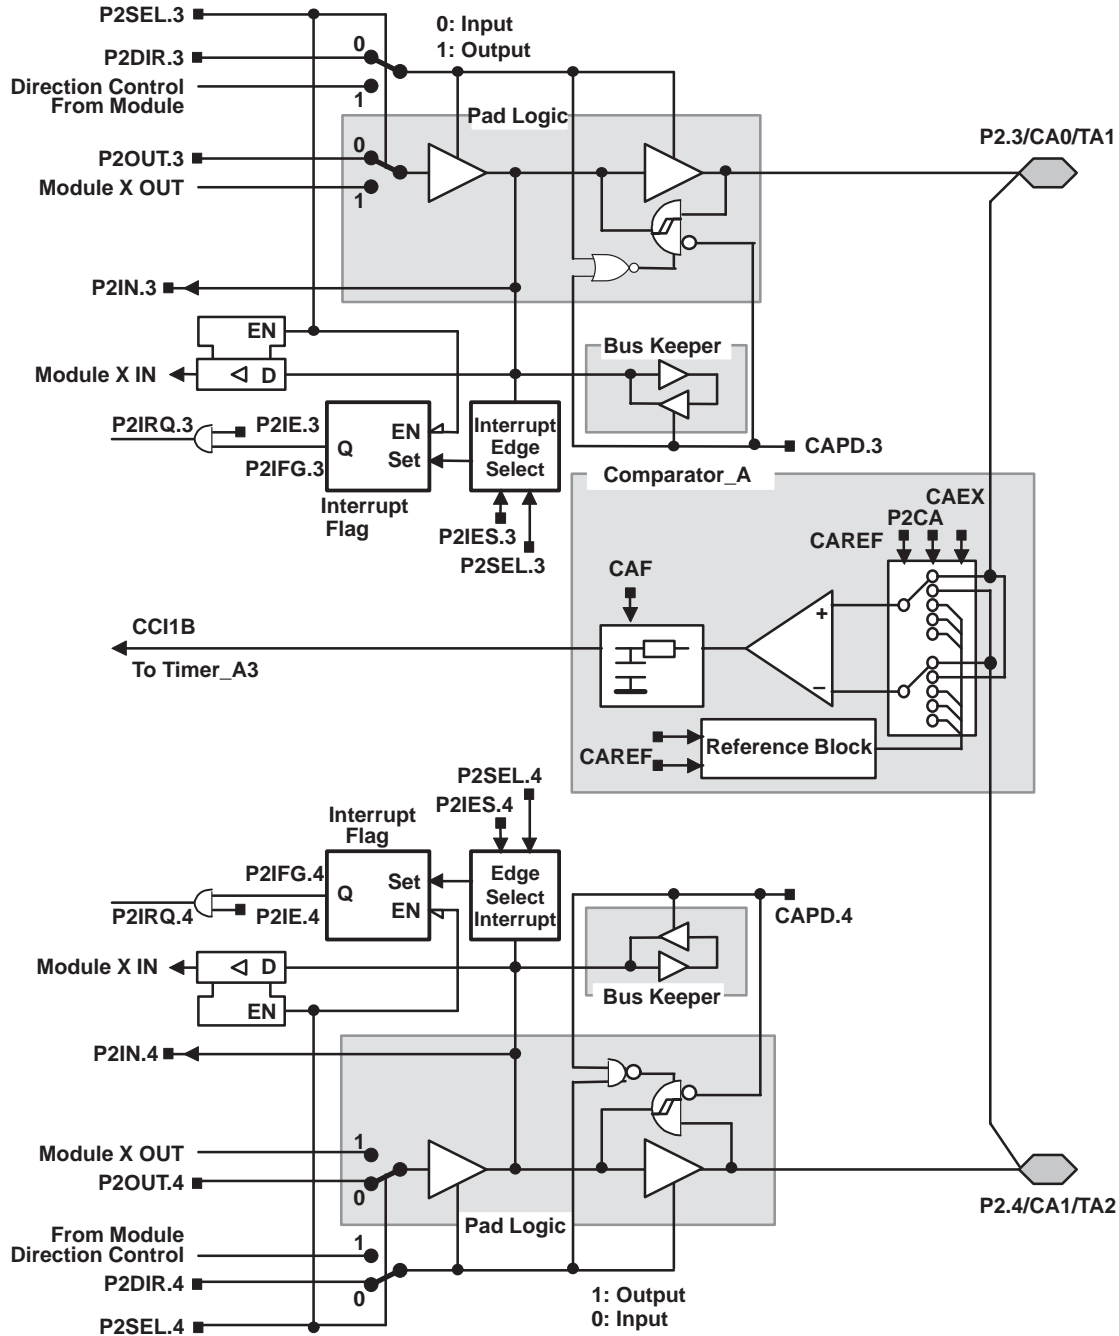 P2SEL.3
0: Input
1: Output
P2DIR.3
0
Direction Control
From Module
1
Pad Logic
P2.3/CA0/TA1
P2OUT.3
0
Module X OUT
1
P2IN.3
EN
Bus Keeper
Module X IN
D
P2IRQ.3
P2IE.3
P2IFG.3
Q
EN
Set
Interrupt
Edge
Select
CAPD.3
Interrupt
Flag
P2IES.3
P2SEL.3
Comparator_A
CAEX
P2CA
CAREF
CAF
CCI1B
To Timer_A3
+
−
Reference Block
CAREF
P2SEL.4
P2IES.4
Interrupt
Flag
P2IFG.4
Q
Set
EN
Edge
Select
Interrupt
P2IRQ.4
P2IE.4
CAPD.4
Module X IN
D
EN
Bus Keeper
P2IN.4
Module X OUT
1
P2OUT.4
0
P2.4/CA1/TA2
Pad Logic
From Module
Direction Control
1
P2DIR.4
0
1: Output
0: Input
P2SEL.4